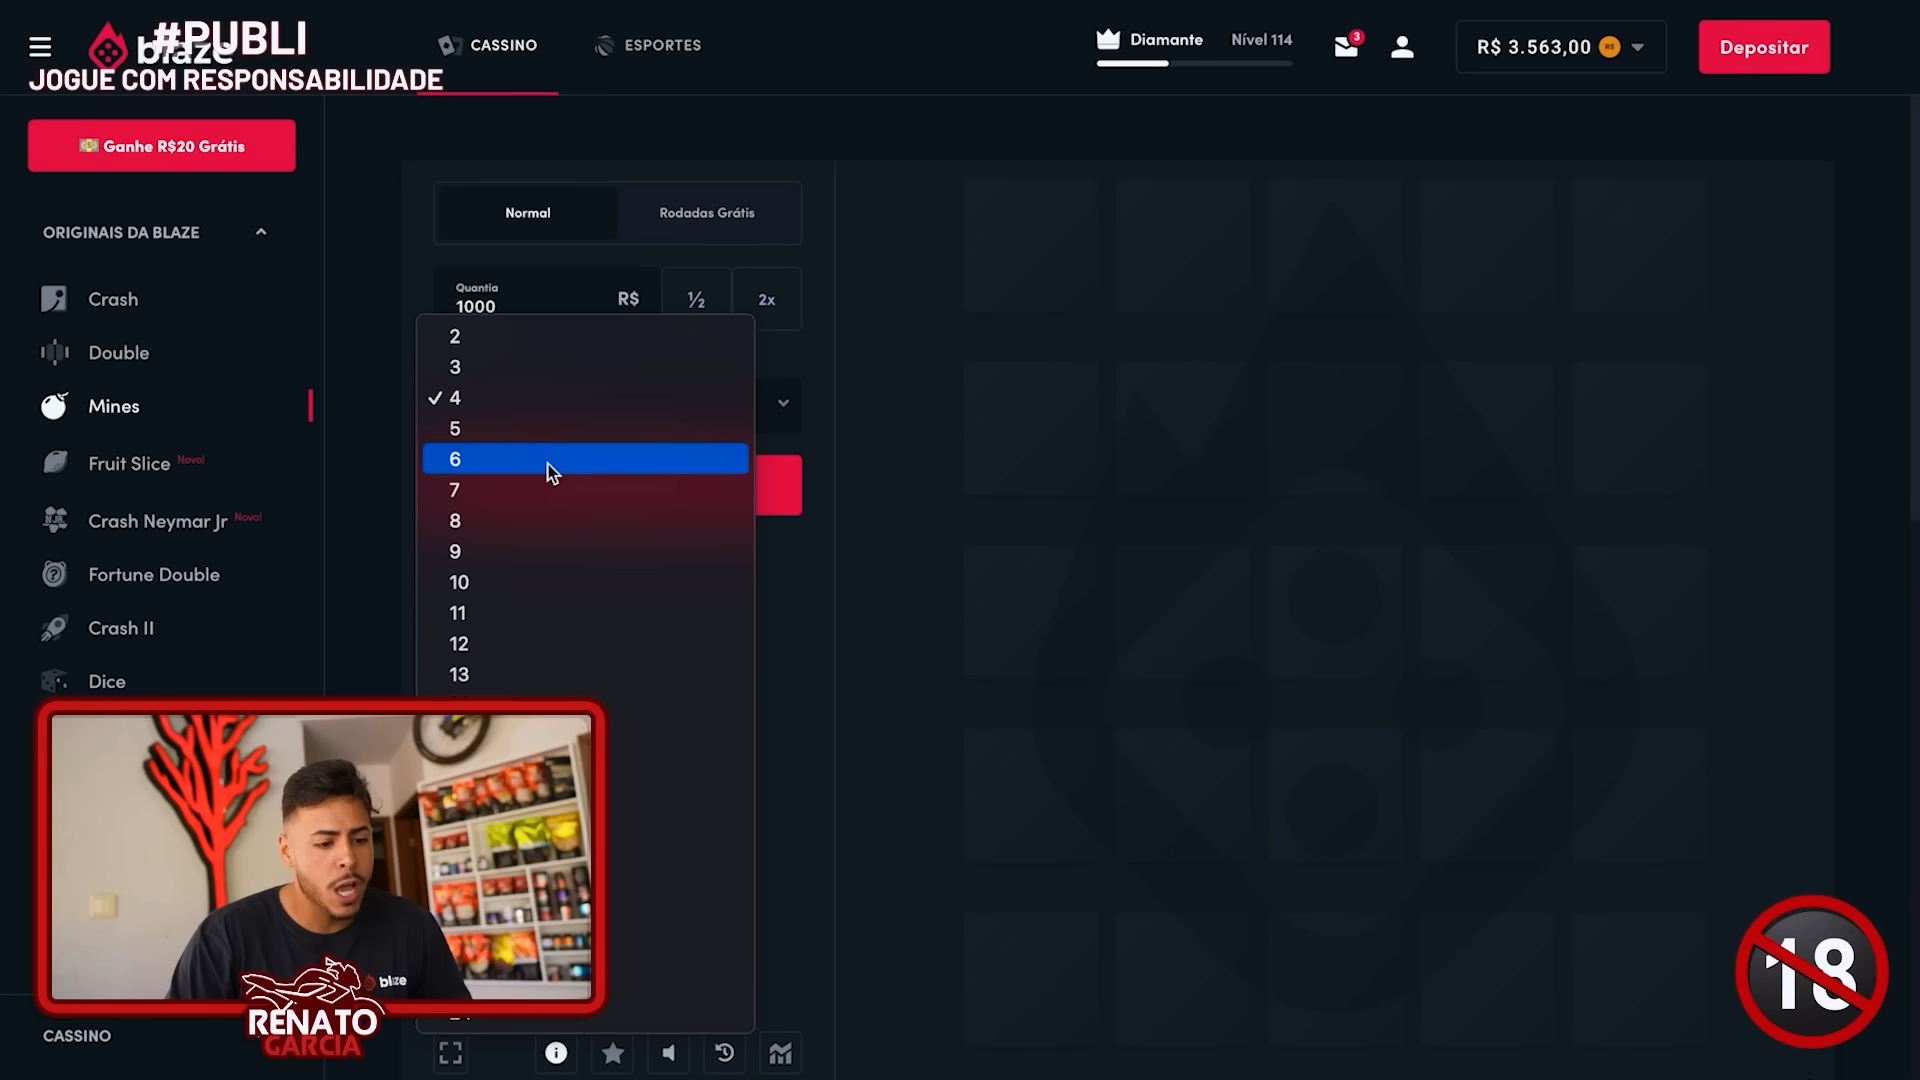 #PUBLI
blaze
JOGUE COM RESPONSABILIDADE
CASSINO
ESPORTES
Diamante
Nível 114
3
R$ 3.563,00
R$
Depositar
Ganhe R$20 Grátis
ORIGINAIS DA BLAZE
Crash
Double
Mines
Fruit Slice Novo!
Crash Neymar Jr Novo!
Fortune Double
Crash II
Dice
CASSINO
Normal
Rodadas Grátis
Quantia
1000
R$
½
2x
2
3
✓ 4
5
6
7
8
9
10
11
12
13
blaze
RENATO
GARCIA
18